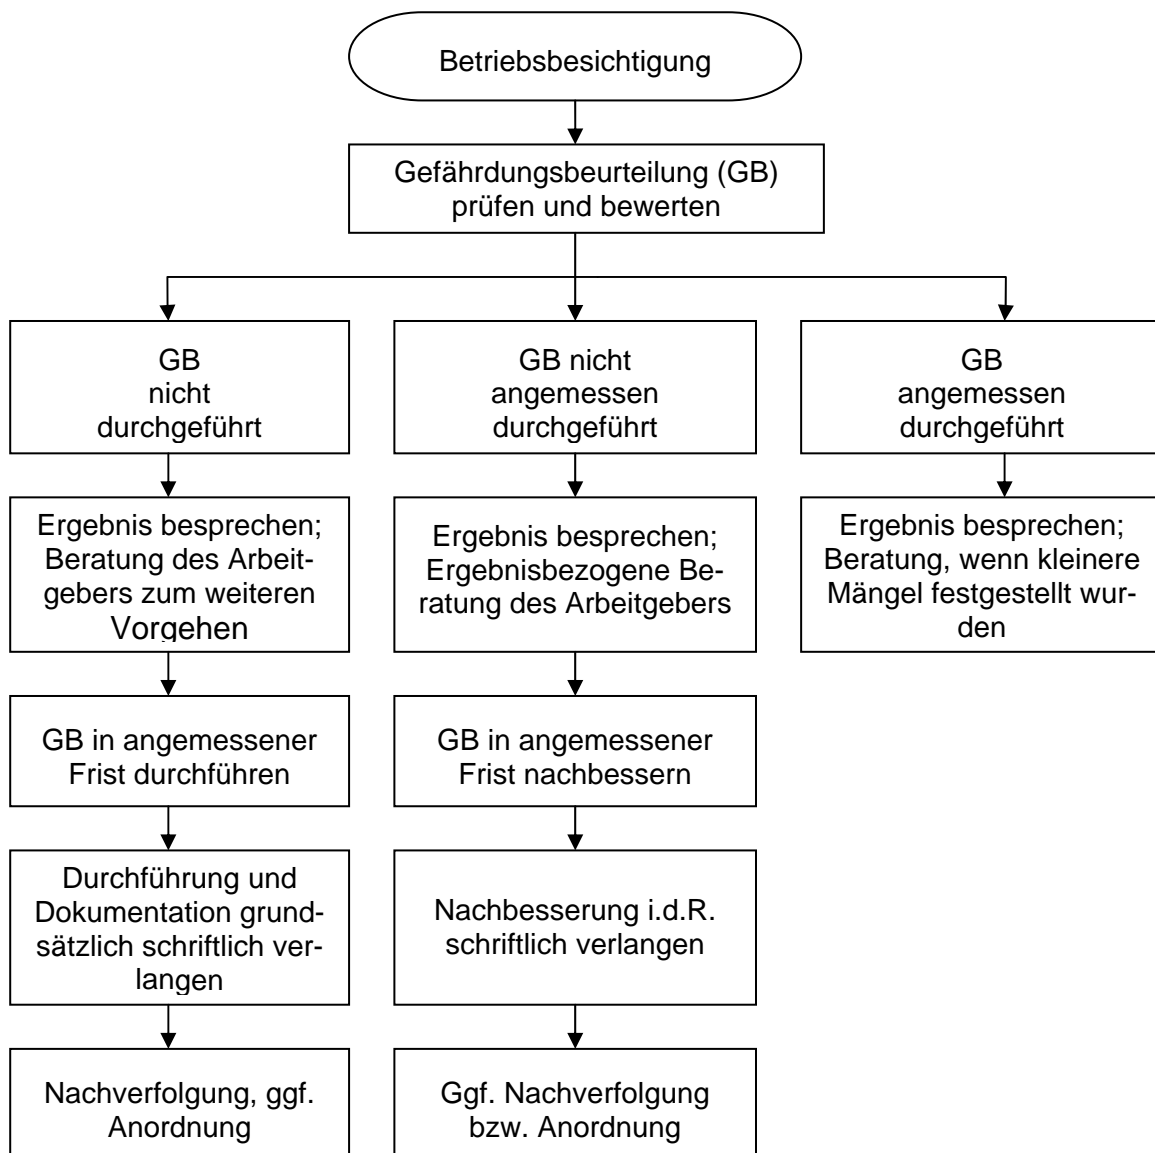 Betriebsbesichtigung
Gefährdungsbeurteilung (GB)
prüfen und bewerten
GB
nicht
durchgeführt
GB nicht
angemessen
durchgeführt
GB
angemessen
durchgeführt
Ergebnis besprechen;
Beratung des Arbeit-
gebers zum weiteren
Vorgehen
Ergebnis besprechen;
Ergebnisbezogene Be-
ratung des Arbeitgebers
Ergebnis besprechen;
Beratung, wenn kleinere
Mängel festgestellt wur-
den
GB in angemessener
Frist durchführen
GB in angemessener
Frist nachbessern
Durchführung und
Dokumentation grund-
sätzlich schriftlich ver-
langen
Nachbesserung i.d.R.
schriftlich verlangen
Nachverfolgung, ggf.
Anordnung
Ggf. Nachverfolgung
bzw. Anordnung